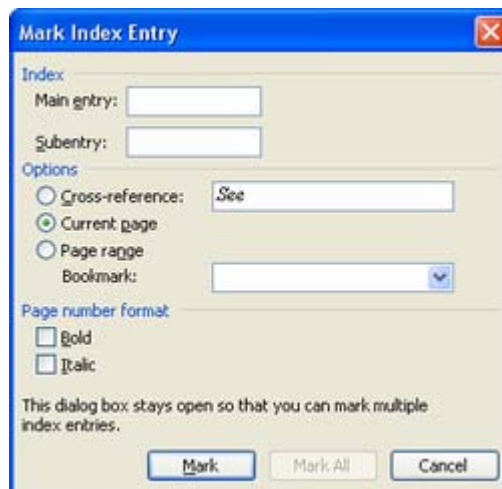 Mark Index Entry
Index
Main entry:
Subentry:
Options
Cross-reference: See
Current page
Page range
Bookmark:
Page number format
Bold
Italic
This dialog box stays open so that you can mark multiple
index entries.
Mark Mark All Cancel